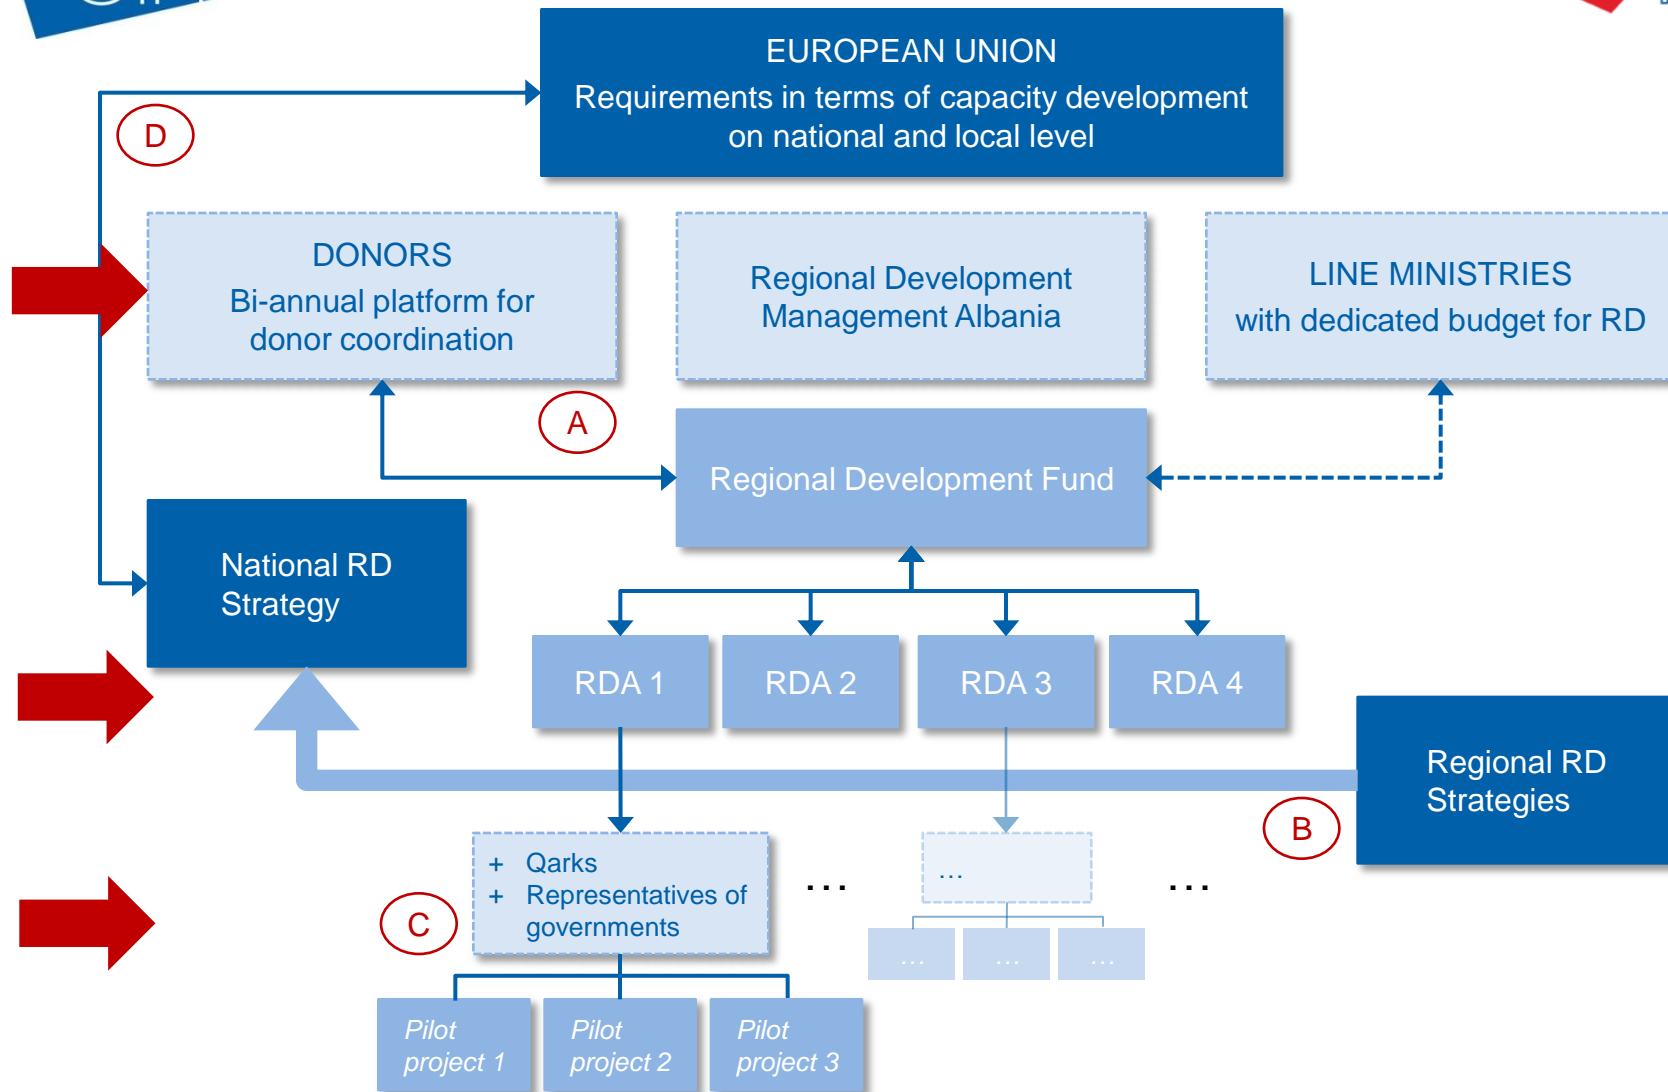 EUROPEAN UNION
Requirements in terms of capacity development
on national and local level
D
DONORS
Bi-annual platform for
donor coordination
Regional Development
Management Albania
LINE MINISTRIES
with dedicated budget for RD
A
Regional Development Fund
National RD
Strategy
RDA 1
RDA 2
RDA 3
RDA 4
Regional RD
Strategies
B
+ Qarks
+ Representatives of
governments
...
...
...
C
...
...
...
Pilot
project 1
Pilot
project 2
Pilot
project 3